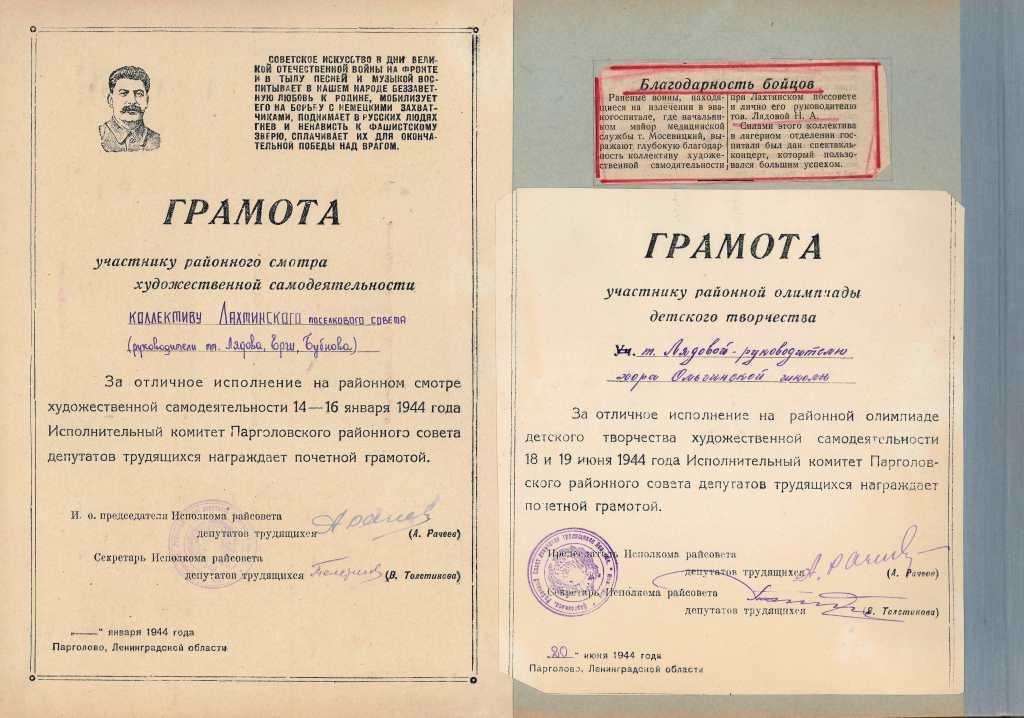 СОВЕТСКОЕ ИСКУССТВО В ДНИ ВЕЛИ-
КОЙ ОТЕЧЕСТВЕННОЙ ВОЙНЫ НА ФРОНТЕ
И В ТЫЛУ ПЕСНЕЙ И МУЗЫКОЙ ВОС-
ПИТЫВАЕТ В НАШЕМ НАРОДЕ БЕЗЗАВЕТ-
НУЮ ЛЮБОВЬ К РОДИНЕ, МОБИЛИЗУЕТ
ЕГО НА БОРЬБУ С НЕМЕЦКИМИ ЗАХВАТ-
ЧИКАМИ, ПОДНИМАЕТ В РУССКИХ ЛЮДЯХ
ГНЕВ И НЕНАВИСТЬ К ФАШИСТСКОМУ
ЗВЕРЮ, СПЛАЧИВАЕТ ИХ ДЛЯ ОКОНЧА-
ТЕЛЬНОЙ ПОБЕДЫ НАД ВРАГОМ.
ГРАМОТА
участнику районного смотра
художественной самодеятельности
коллективу Лахтинского поселкового совета
(руководители тт. Лядова, Ерш, Бубнова)
За отличное исполнение на районном смотре
художественной самодеятельности 14—16 января 1944 года
Исполнительный комитет Парголовского районного совета
депутатов трудящихся награждает почетной грамотой.
И. о. председателя Исполкома райсовета
депутатов трудящихся
(А. Рачеев)
Секретарь Исполкома райсовета
депутатов трудящихся
(В. Толстикова)
" января 1944 года
Парголово, Ленинградской области
Благодарность бойцов
Раненые воины, находя-
щиеся на излечении в эва-
когоспитале, где начальни-
ком майор медицинской
службы т. Мосевицкий, вы-
ражают глубокую благодар-
ность коллективу художе-
ственной самодеятельности
при Лахтинском поссовете
и лично его руководителю
тов. Лядовой Н. А.
Силами этого коллектива
в лагерном отделении гос-
питаля был дан спектакль-
концерт, который пользо-
вался большим успехом.
ГРАМОТА
участнику районной олимпиады
детского творчества
Уч. т. Лядовой - руководителю
хора Ольгинской школы
За отличное исполнение на районной олимпиаде
детского творчества художественной самодеятельности
18 и 19 июня 1944 года Исполнительный комитет Парголов-
ского районного совета депутатов трудящихся награждает
почетной грамотой.
Председатель Исполкома райсовета
депутатов трудящихся
(А. Рачеев)
Секретарь Исполкома райсовета
депутатов трудящихся
(В. Толстикова)
"20" июня 1944 года
Парголово, Ленинградской области